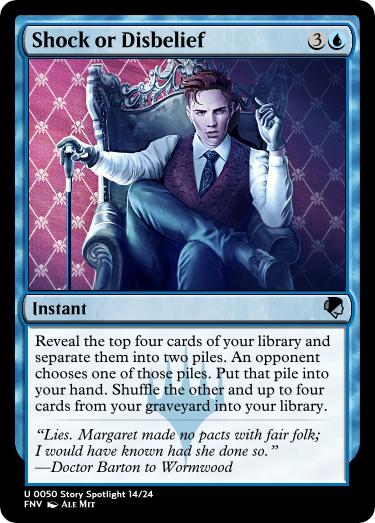 Shock or Disbelief 3
Instant
Reveal the top four cards of your library and
separate them into two piles. An opponent
chooses one of those piles. Put that pile into
your hand. Shuffle the other and up to four
cards from your graveyard into your library.
“Lies. Margaret made no pacts with fair folk;
I would have known had she done so.”
—Doctor Barton to Wormwood
U 0050 Story Spotlight 14/24
FNV Ale Mit